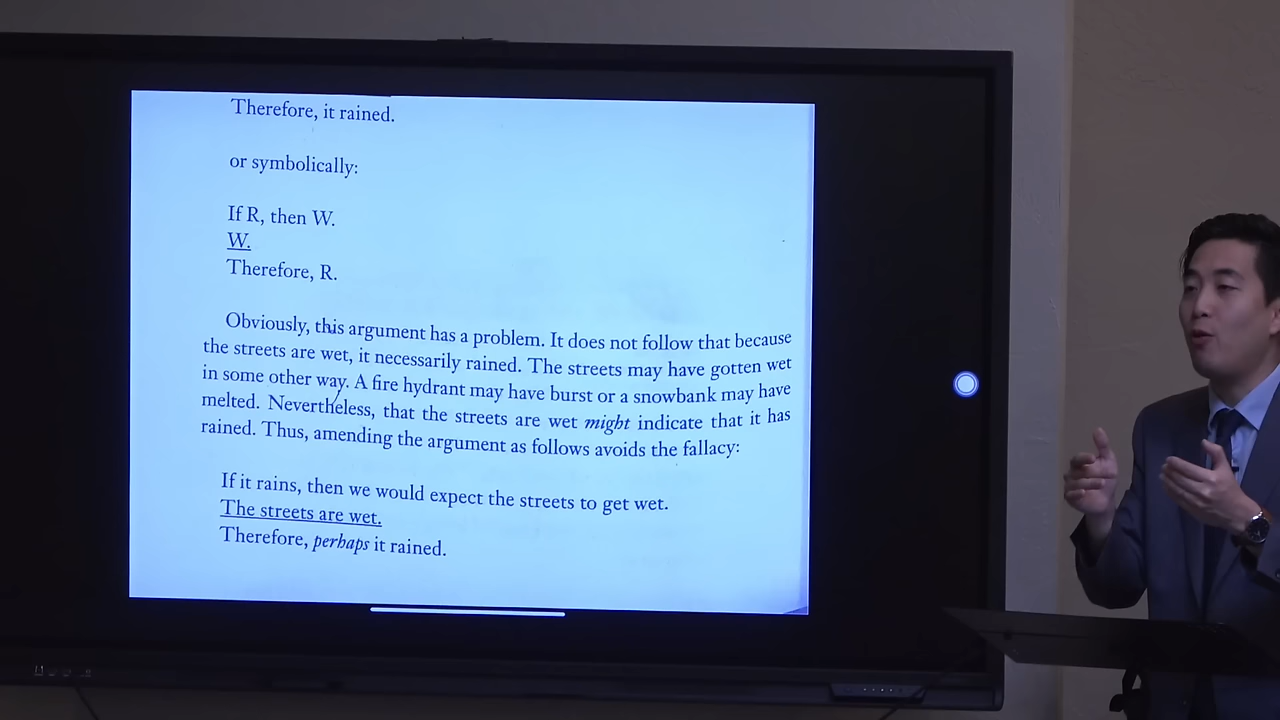 Therefore, it rained.
or symbolically:
If R, then W.
W.
Therefore, R.
Obviously, this argument has a problem. It does not follow that because
the streets are wet, it necessarily rained. The streets may have gotten wet
in some other way. A fire hydrant may have burst or a snowbank may have
melted. Nevertheless, that the streets are wet might indicate that it has
rained. Thus, amending the argument as follows avoids the fallacy:
If it rains, then we would expect the streets to get wet.
The streets are wet.
Therefore, perhaps it rained.